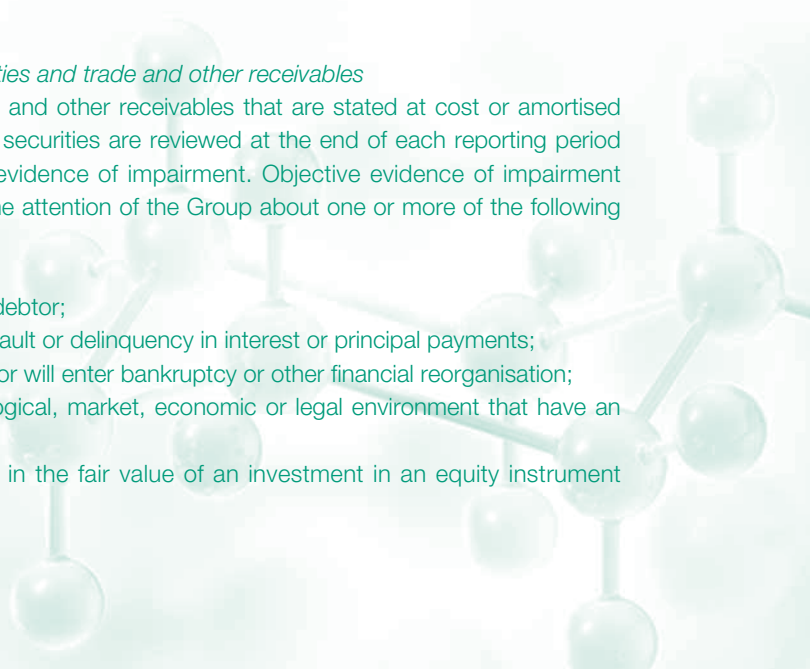 ties and trade and other receivables
and other receivables that are stated at cost or amortised
securities are reviewed at the end of each reporting period
evidence of impairment. Objective evidence of impairment
he attention of the Group about one or more of the following
debtor;
ault or delinquency in interest or principal payments;
or will enter bankruptcy or other financial reorganisation;
ogical, market, economic or legal environment that have an
in the fair value of an investment in an equity instrument